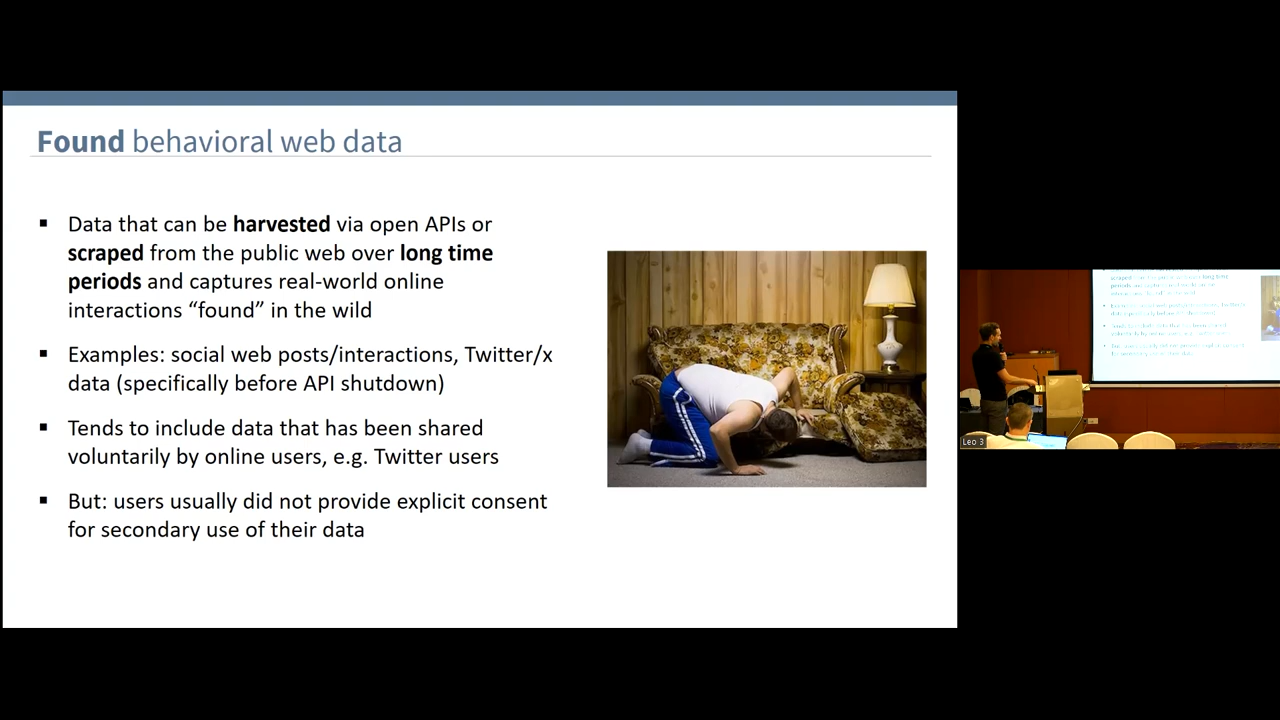 Found behavioral web data
▪ Data that can be harvested via open APIs or
scraped from the public web over long time
periods and captures real-world online
interactions “found” in the wild
▪ Examples: social web posts/interactions, Twitter/x
data (specifically before API shutdown)
▪ Tends to include data that has been shared
voluntarily by online users, e.g. Twitter users
▪ But: users usually did not provide explicit consent
for secondary use of their data
Leo 3